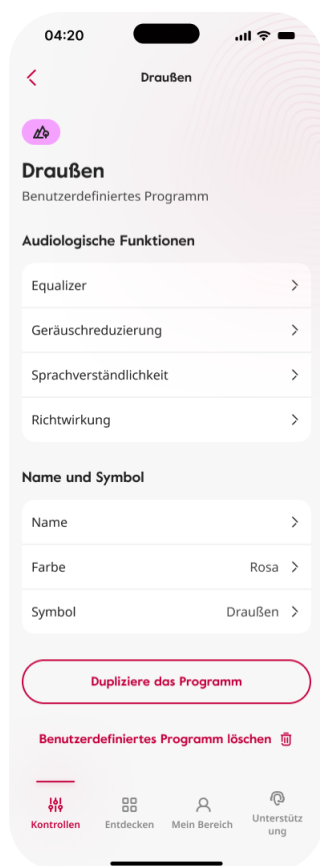 04:20
Draußen
Draußen
Benutzerdefiniertes Programm
Audiologische Funktionen
Equalizer
Geräuschreduzierung
Sprachverständlichkeit
Richtwirkung
Name und Symbol
Name
Farbe Rosa
Symbol Draußen
Dupliziere das Programm
Benutzerdefiniertes Programm löschen
Kontrollen Entdecken Mein Bereich Unterstütz
ung